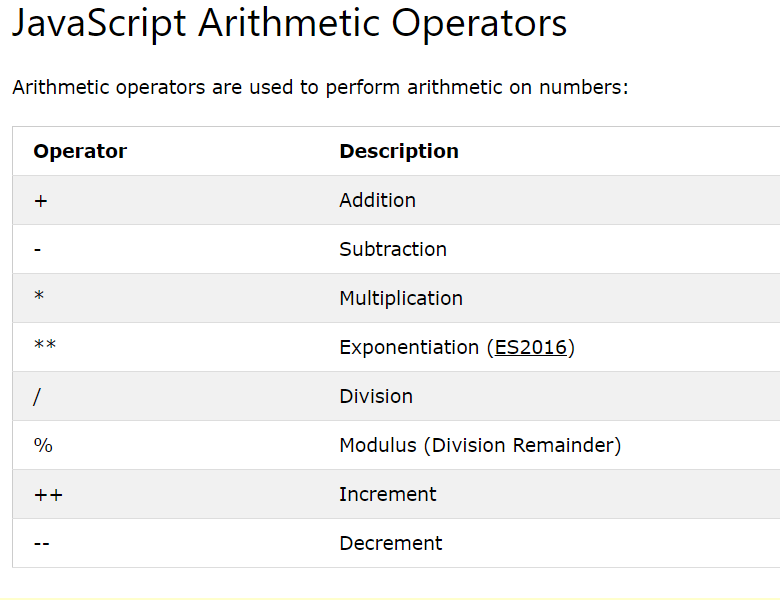 JavaScript Arithmetic Operators
Arithmetic operators are used to perform arithmetic on numbers:
Operator Description
+ Addition
- Subtraction
* Multiplication
** Exponentiation (ES2016)
/ Division
% Modulus (Division Remainder)
++ Increment
-- Decrement